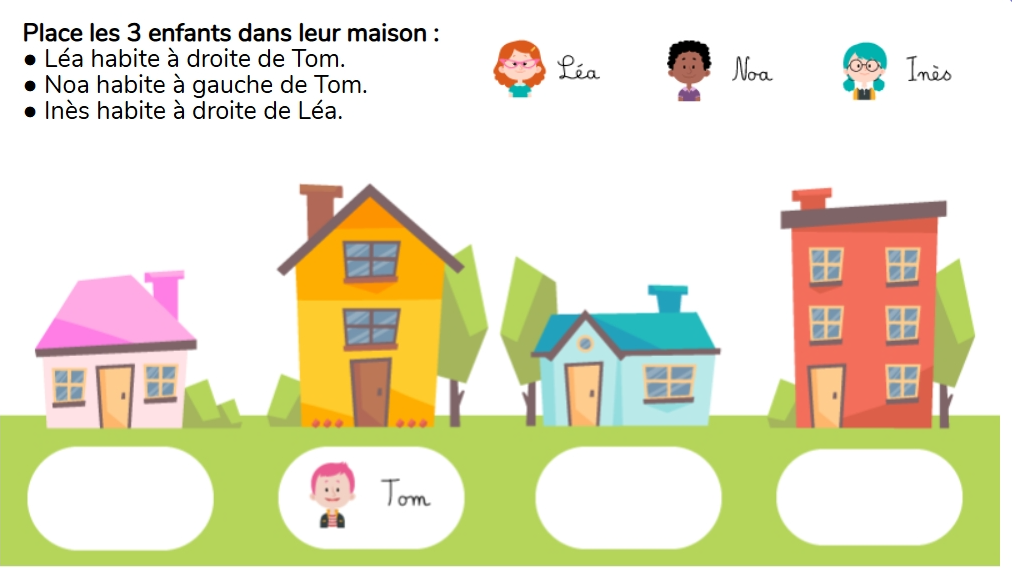 Place les 3 enfants dans leur maison :
● Léa habite à droite de Tom.
● Noa habite à gauche de Tom.
● Inès habite à droite de Léa.
Léa
Noa
Inès
Tom